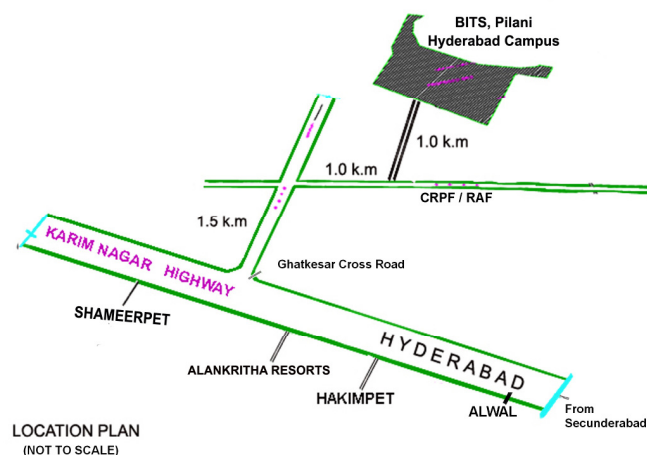 BITS, Pilani
Hyderabad Campus
1.0 k.m
1.0 k.m
CRPF / RAF
1.5 k.m
KARIM NAGAR HIGHWAY
Ghatkesar Cross Road
SHAMEERPET
ALANKRITHA RESORTS
HYDERABAD
HAKIMPET
ALWAL
From
Secunderabad
LOCATION PLAN
(NOT TO SCALE)